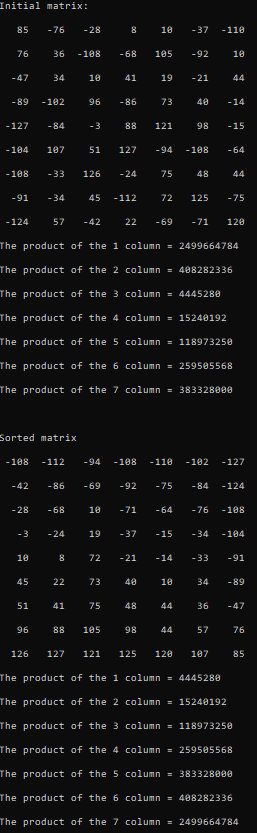 Initial matrix:
85 -76 -28 8 10 -37 -110
76 36 -108 -68 105 -92 10
-47 34 10 41 19 -21 44
-89 -102 96 -86 73 40 -14
-127 -84 -3 88 121 98 -15
-104 107 51 127 -94 -108 -64
-108 -33 126 -24 75 48 44
-91 -34 45 -112 72 125 -75
-124 57 -42 22 -69 -71 120
The product of the 1 column = 2499664784
The product of the 2 column = 408282336
The product of the 3 column = 4445280
The product of the 4 column = 15240192
The product of the 5 column = 118973250
The product of the 6 column = 259505568
The product of the 7 column = 383328000
Sorted matrix
-108 -112 -94 -108 -110 -102 -127
-42 -86 -69 -92 -75 -84 -124
-28 -68 10 -71 -64 -76 -108
-3 -24 19 -37 -15 -34 -104
10 8 72 -21 -14 -33 -91
45 22 73 40 10 34 -89
51 41 75 48 44 36 -47
96 88 105 98 44 57 76
126 127 121 125 120 107 85
The product of the 1 column = 4445280
The product of the 2 column = 15240192
The product of the 3 column = 118973250
The product of the 4 column = 259505568
The product of the 5 column = 383328000
The product of the 6 column = 408282336
The product of the 7 column = 2499664784